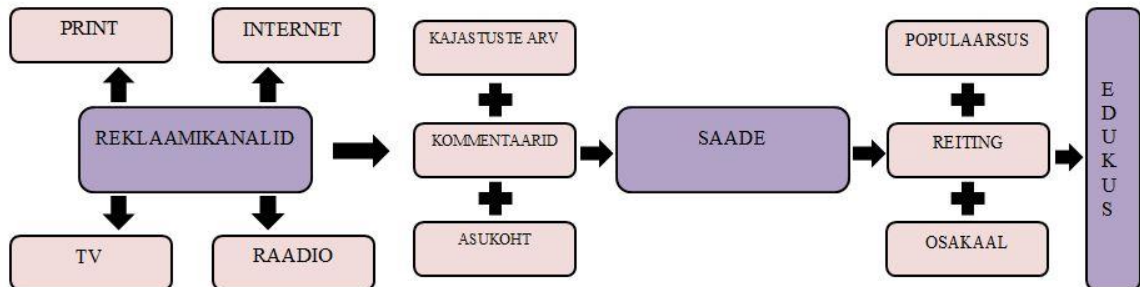 PRINT
INTERNET
REKLAAMIKANALID
TV
RAADIO
KAJASTUSTE ARV
KOMMENTAARID
ASUKOHT
SAADE
POPULAARSUS
REITING
OSAKAAL
EDUKUS